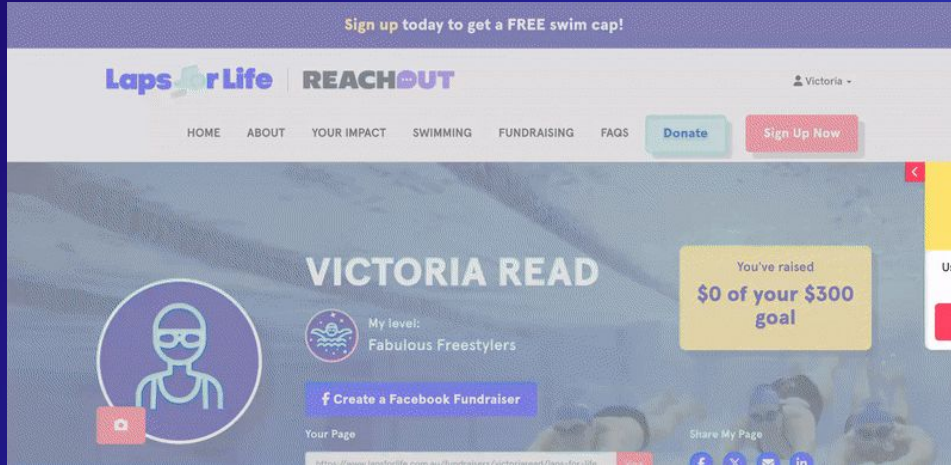 Sign up today to get a FREE swim cap!
Laps for Life REACHOUT
Victoria
HOME ABOUT YOUR IMPACT SWIMMING FUNDRAISING FAQS Donate Sign Up Now
VICTORIA READ
You've raised
$0 of your $300
goal
My level:
Fabulous Freestylers
Create a Facebook Fundraiser
Your Page
Share My Page